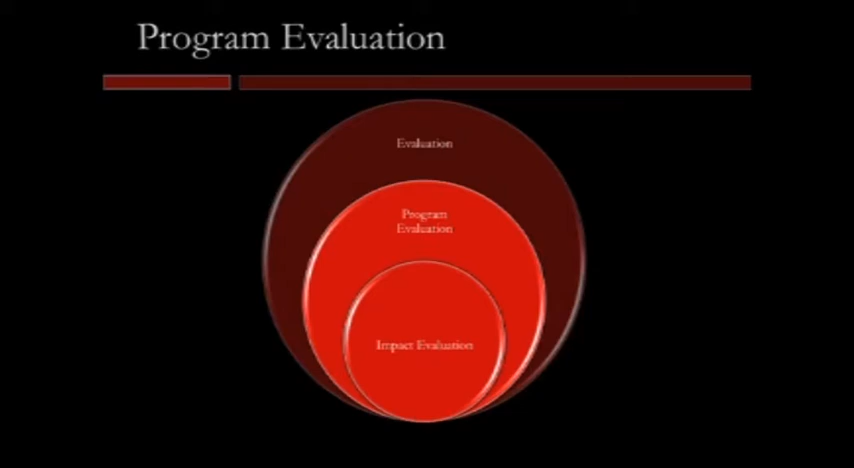 Program Evaluation
Evaluation
Program
Evaluation
Impact Evaluation